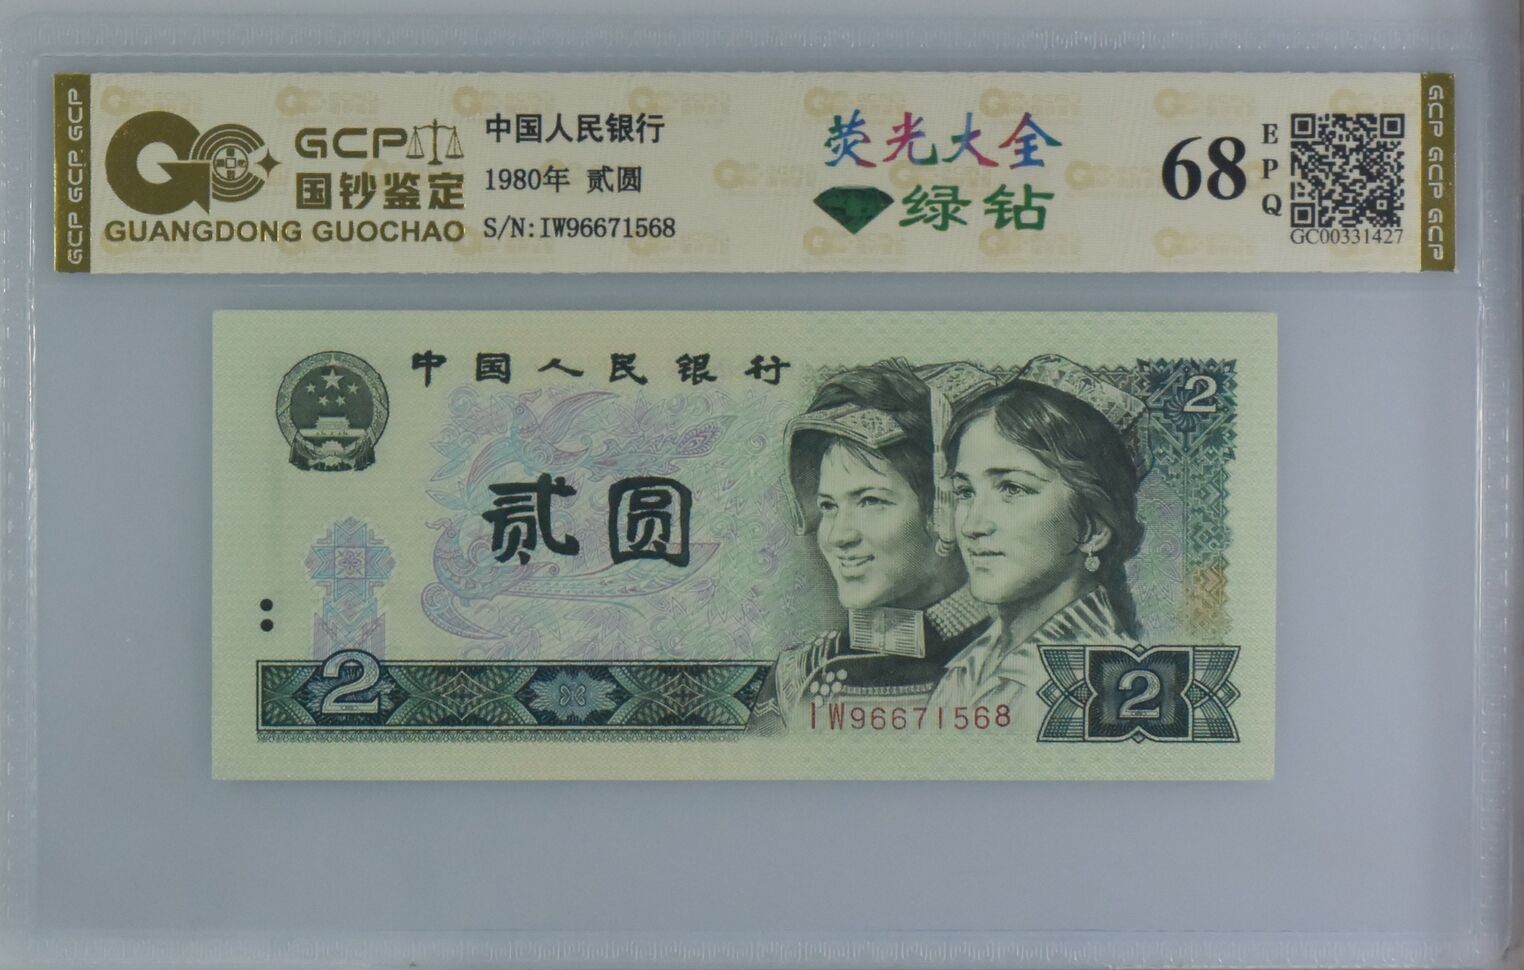 GCP GCP GCP
GCP
国钞鉴定
GUANGDONG GUOCHAO
中国人民银行
1980年 贰圆
S/N:IW96671568
荧光大全
绿钻
68
EPQ
GC00331427
GCP GCP GCP
中国人民银行
2
贰圆
2
IW96671568
2